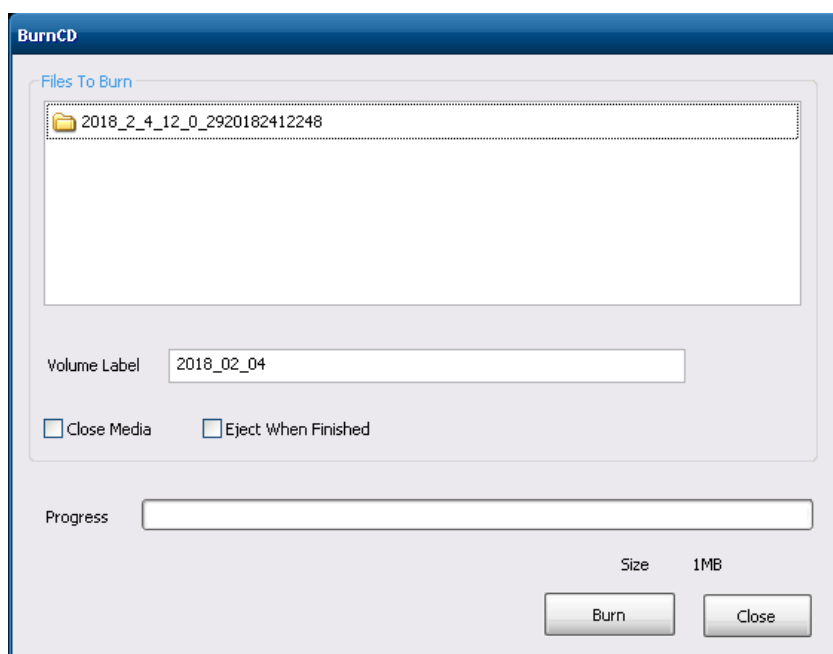 BurnCD
Files To Burn
2018_2_4_12_0_2920182412248
Volume Label 2018_02_04
Close Media Eject When Finished
Progress
Size 1MB
Burn Close